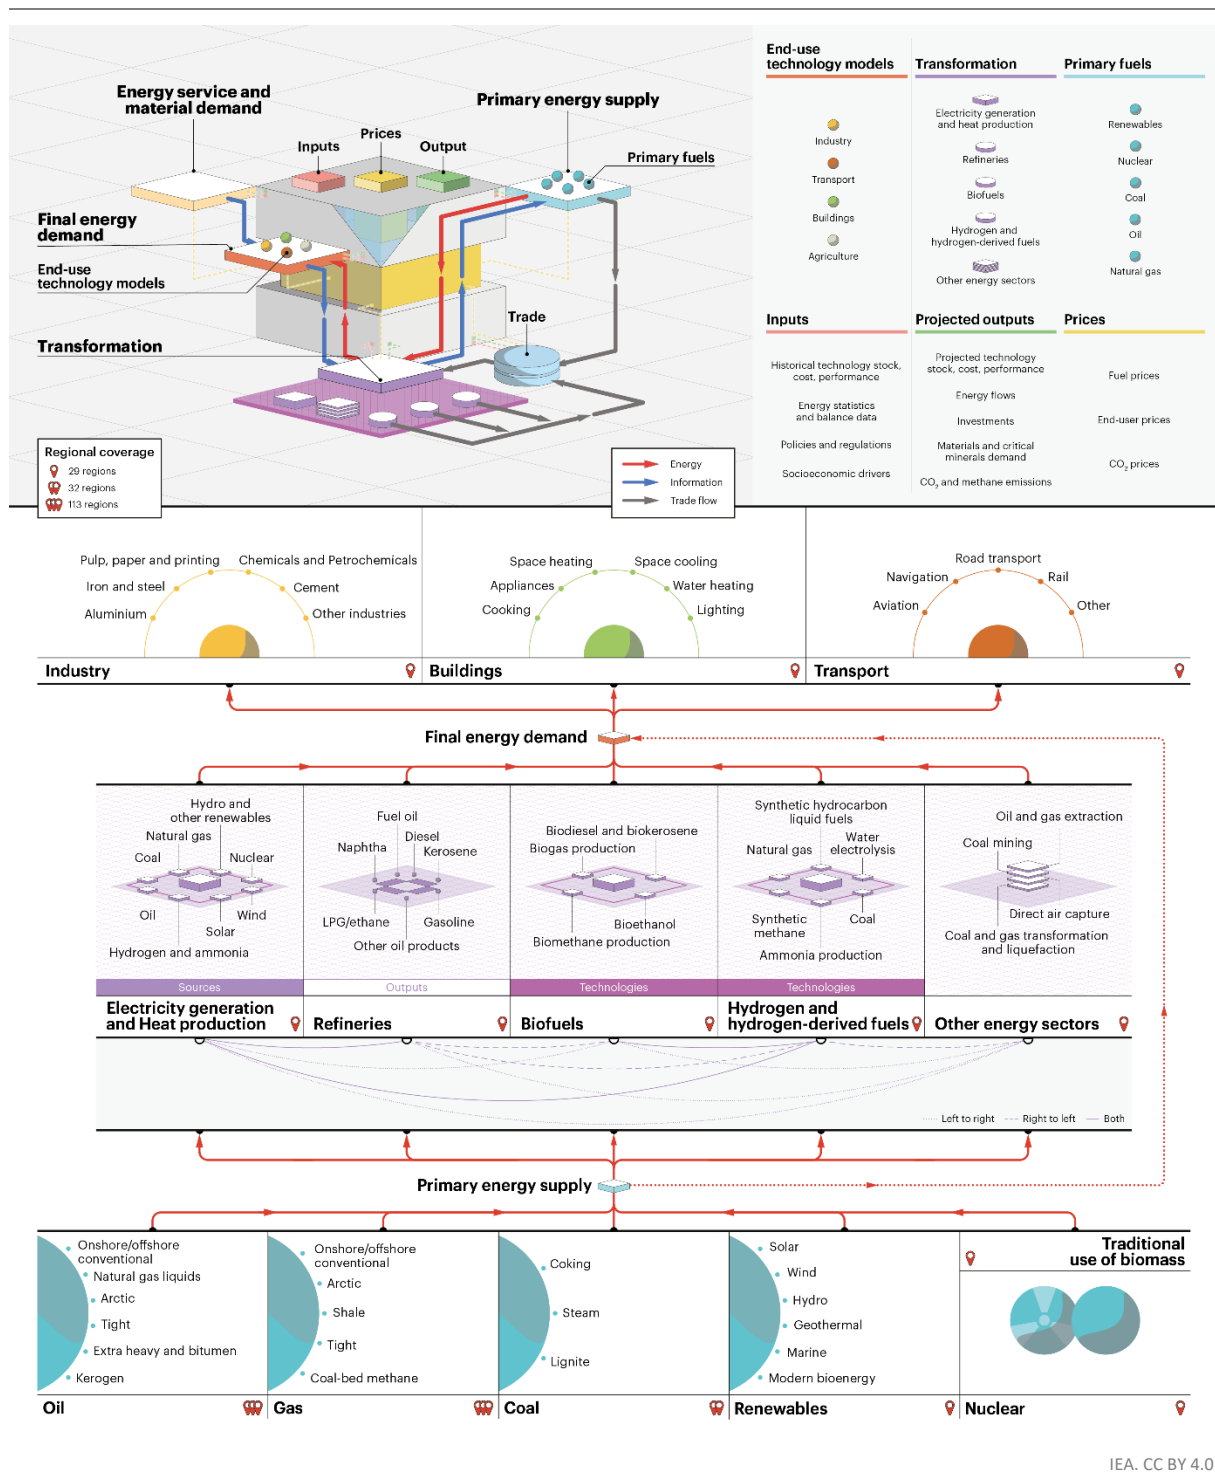 Energy service and
material demand
Primary energy supply
Prices
Inputs
Output
Primary fuels
Final energy
demand
End-use
technology models
Trade
Transformation
Regional coverage
29 regions
32 regions
113 regions
Energy
Information
Trade flow
End-use
technology models
Industry
Transport
Buildings
Agriculture
Transformation
Electricity generation
and heat production
Refineries
Biofuels
Hydrogen and
hydrogen-derived fuels
Other energy sectors
Primary fuels
Renewables
Nuclear
Coal
Oil
Natural gas
Inputs
Historical technology stock,
cost, performance
Energy statistics
and balance data
Policies and regulations
Socioeconomic drivers
Projected outputs
Projected technology
stock, cost, performance
Energy flows
Investments
Materials and critical
minerals demand
CO₂ and methane emissions
Prices
Fuel prices
End-user prices
CO₂ prices
Pulp, paper and printing
Chemicals and Petrochemicals
Iron and steel
Cement
Aluminium
Other industries
Industry
Space heating
Space cooling
Appliances
Water heating
Cooking
Lighting
Buildings
Road transport
Navigation
Rail
Aviation
Other
Transport
Final energy demand
Hydro and
other renewables
Natural gas
Coal
Nuclear
Oil
Wind
Solar
Hydrogen and ammonia
Sources
Electricity generation
and Heat production
Fuel oil
Diesel
Naphtha
Kerosene
LPG/ethane
Gasoline
Other oil products
Outputs
Refineries
Biodiesel and biokerosene
Biogas production
Bioethanol
Biomethane production
Technologies
Biofuels
Synthetic hydrocarbon
liquid fuels
Natural gas
Water
electrolysis
Synthetic
methane
Coal
Ammonia production
Technologies
Hydrogen and
hydrogen-derived fuels
Oil and gas extraction
Coal mining
Direct air capture
Coal and gas transformation
and liquefaction
Other energy sectors
Left to right
Right to left
Both
Primary energy supply
Onshore/offshore
conventional
Natural gas liquids
Arctic
Tight
Extra heavy and bitumen
Kerogen
Oil
Onshore/offshore
conventional
Arctic
Shale
Tight
Coal-bed methane
Gas
Coking
Steam
Lignite
Coal
Solar
Wind
Hydro
Geothermal
Marine
Modern bioenergy
Renewables
Traditional
use of biomass
Nuclear
IEA. CC BY 4.0